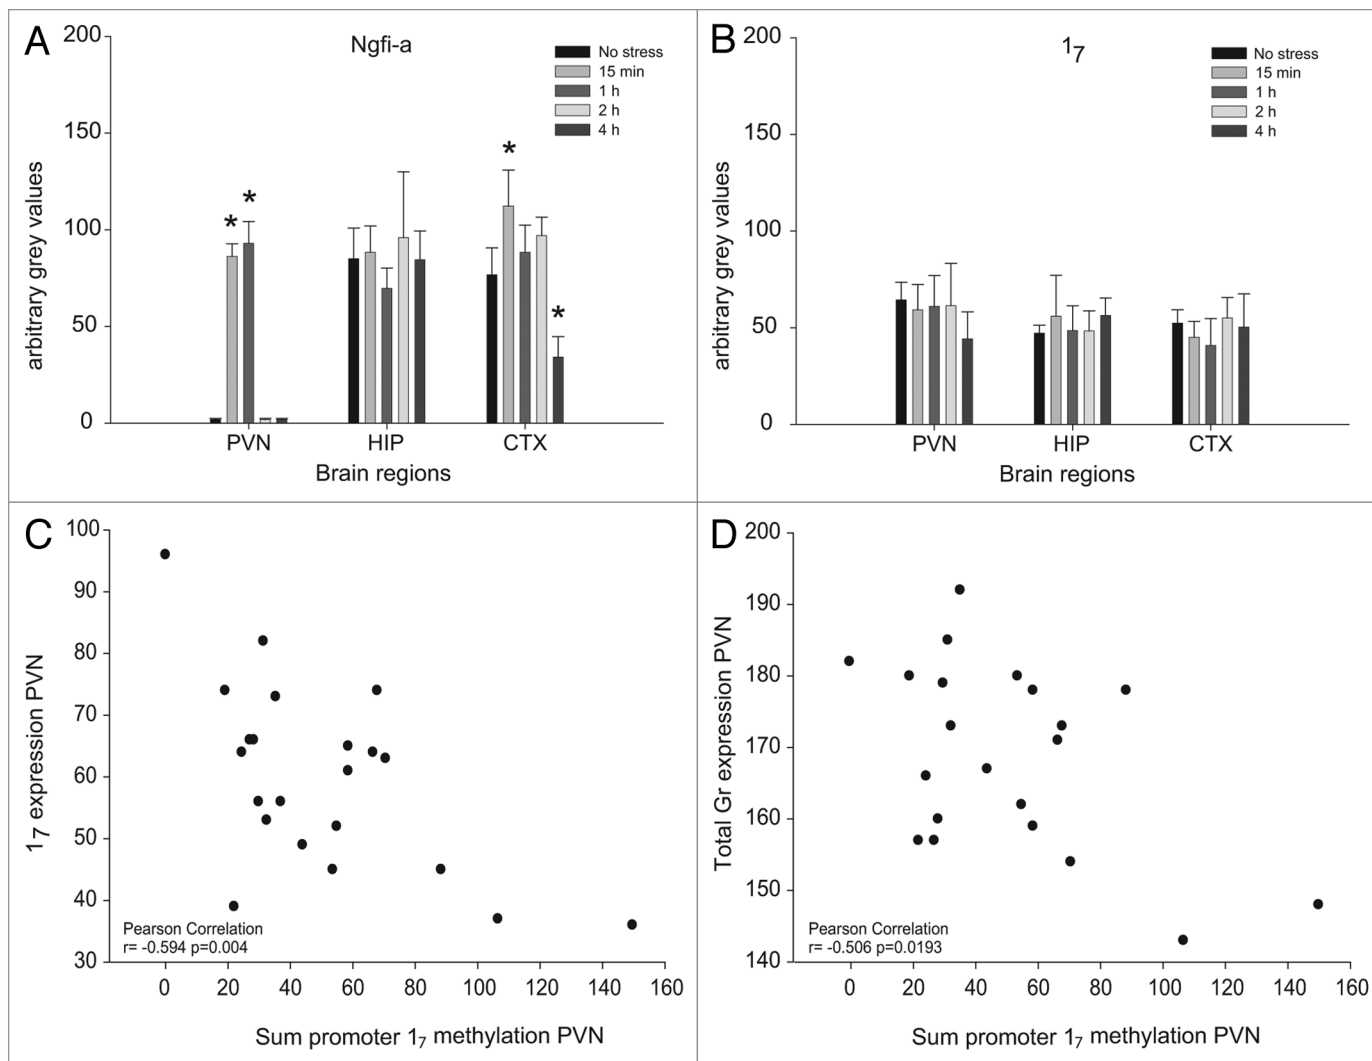 A
Ngfi-a
200
150
100
50
0
arbitrary grey values
No stress
15 min
1 h
2 h
4 h
*
*
*
*
PVN HIP CTX
Brain regions
B
1₇
200
150
100
50
0
arbitrary grey values
No stress
15 min
1 h
2 h
4 h
PVN HIP CTX
Brain regions
C
100
90
80
70
60
50
40
30
1₇ expression PVN
Pearson Correlation
r= -0.594 p=0.004
0 20 40 60 80 100 120 140 160
Sum promoter 1₇ methylation PVN
D
200
190
180
170
160
150
140
Total Gr expression PVN
Pearson Correlation
r= -0.506 p=0.0193
0 20 40 60 80 100 120 140 160
Sum promoter 1₇ methylation PVN